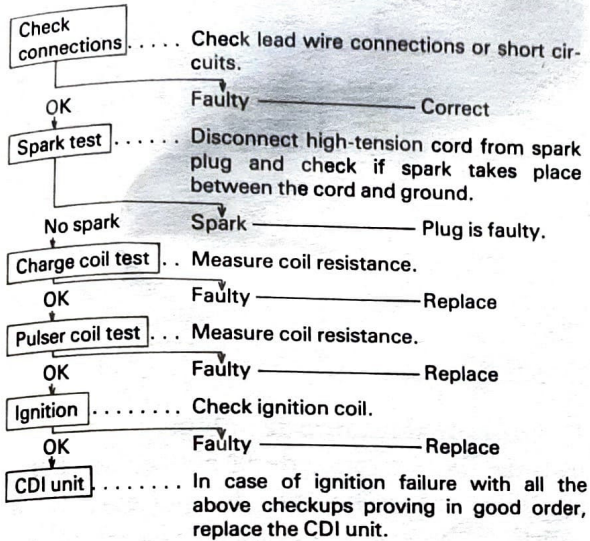 Check
connections . . . . . Check lead wire connections or short cir-
cuits.
OK Faulty Correct
Spark test . . . . . . Disconnect high-tension cord from spark
plug and check if spark takes place
between the cord and ground.
No spark Spark Plug is faulty.
Charge coil test . . Measure coil resistance.
OK Faulty Replace
Pulser coil test . . . Measure coil resistance.
OK Faulty Replace
Ignition . . . . . . . . Check ignition coil.
OK Faulty Replace
CDI unit . . . . . . . . In case of ignition failure with all the
above checkups proving in good order,
replace the CDI unit.